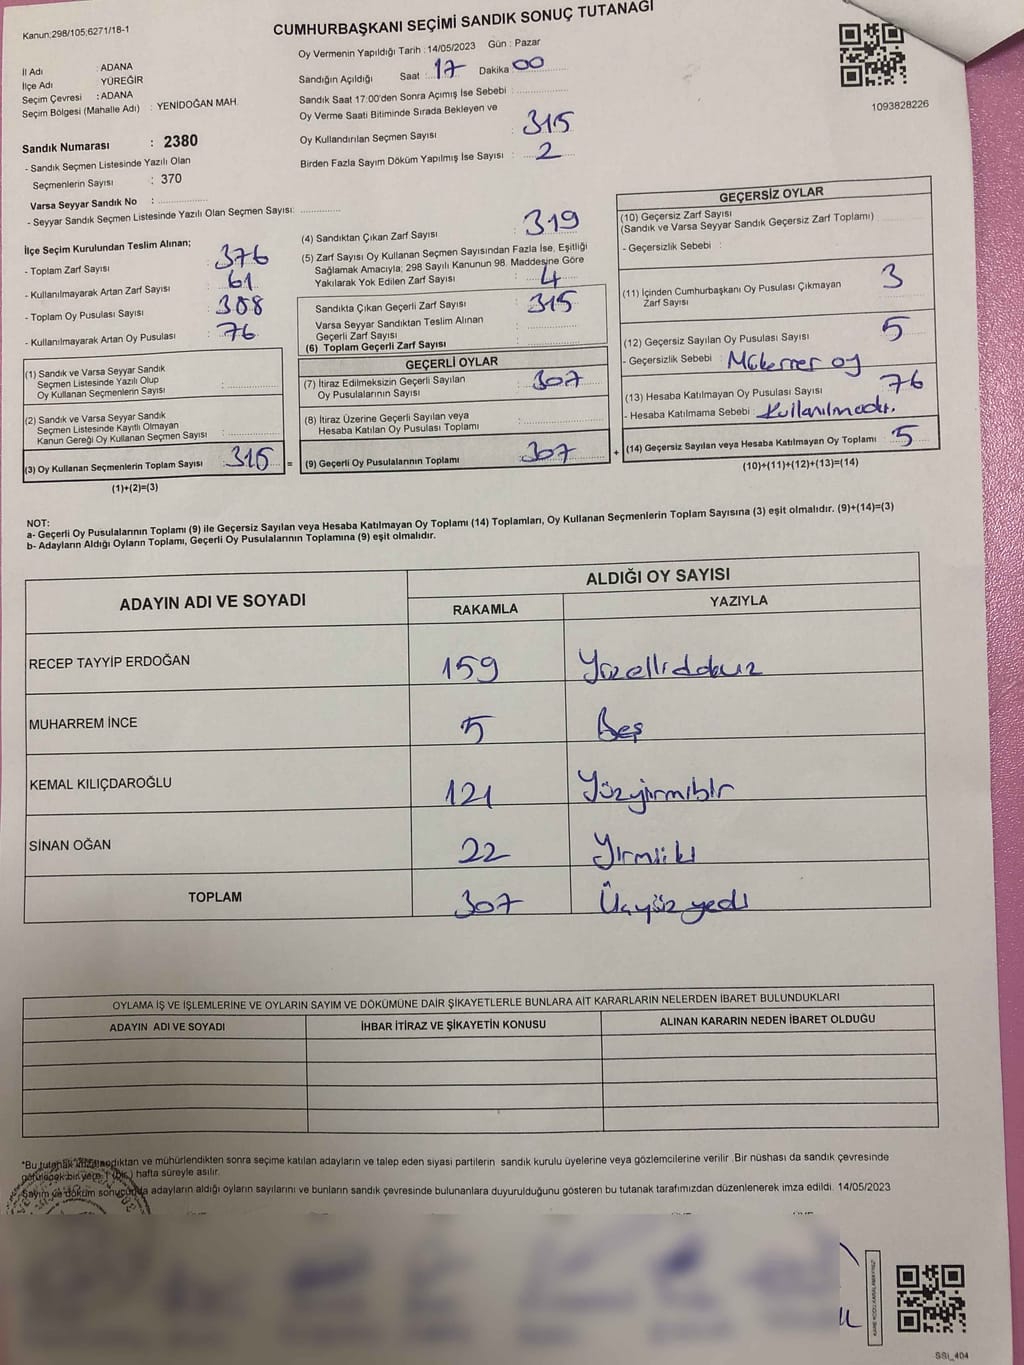 Kanun:298/105,6271/18-1
CUMHURBAŞKANI SEÇİMİ SANDIK SONUÇ TUTANAĞI
Oy Vermenin Yapıldığı Tarih : 14/05/2023 Gün : Pazar
İl Adı : ADANA
İlçe Adı : YÜREĞİR
Seçim Çevresi : ADANA
Seçim Bölgesi (Mahalle Adı) : YENİDOĞAN MAH.
Sandığın Açıldığı Saat : 17 Dakika 00
Sandık Saat 17:00'den Sonra Açımış İse Sebebi :
Oy Verme Saati Bitiminde Sırada Bekleyen ve
Oy Kullandırılan Seçmen Sayısı : 315
Birden Fazla Sayım Döküm Yapılmış İse Sayısı : 2
1093828226
Sandık Numarası : 2380
- Sandık Seçmen Listesinde Yazılı Olan
Seçmenlerin Sayısı : 370
Varsa Seyyar Sandık No :
- Seyyar Sandık Seçmen Listesinde Yazılı Olan Seçmen Sayısı:
İlçe Seçim Kurulundan Teslim Alınan;
- Toplam Zarf Sayısı : 376
- Kullanılmayarak Artan Zarf Sayısı : 61
- Toplam Oy Pusulası Sayısı : 308
- Kullanılmayarak Artan Oy Pusulası : 76
(1) Sandık ve Varsa Seyyar Sandık
Seçmen Listesinde Yazılı Olup
Oy Kullanan Seçmenlerin Sayısı :
(2) Sandık ve Varsa Seyyar Sandık
Seçmen Listesinde Kayıtlı Olmayan
Kanun Gereği Oy Kullanan Seçmen Sayısı :
(3) Oy Kullanan Seçmenlerin Toplam Sayısı : 315 =
(1)+(2)=(3)
(4) Sandıktan Çıkan Zarf Sayısı : 319
(5) Zarf Sayısı Oy Kullanan Seçmen Sayısından Fazla İse, Eşitliği
Sağlamak Amacıyla; 298 Sayılı Kanunun 98. Maddesine Göre
Yakılarak Yok Edilen Zarf Sayısı : 4
Sandıkta Çıkan Geçerli Zarf Sayısı : 315
Varsa Seyyar Sandıktan Teslim Alınan
Geçerli Zarf Sayısı :
(6) Toplam Geçerli Zarf Sayısı :
GEÇERLİ OYLAR
(7) İtiraz Edilmeksizin Geçerli Sayılan
Oy Pusulalarının Sayısı : 307
(8) İtiraz Üzerine Geçerli Sayılan veya
Hesaba Katılan Oy Pusulası Toplamı :
(9) Geçerli Oy Pusulalarının Toplamı : 307 +
GEÇERSİZ OYLAR
(10) Geçersiz Zarf Sayısı
(Sandık ve Varsa Seyyar Sandık Geçersiz Zarf Toplamı) :
- Geçersizlik Sebebi :
(11) İçinden Cumhurbaşkanı Oy Pusulası Çıkmayan
Zarf Sayısı : 3
(12) Geçersiz Sayılan Oy Pusulası Sayısı : 5
- Geçersizlik Sebebi : Mükerrer oy
(13) Hesaba Katılmayan Oy Pusulası Sayısı : 76
- Hesaba Katılmama Sebebi : Kullanılmadı.
(14) Geçersiz Sayılan veya Hesaba Katılmayan Oy Toplamı : 5
(10)+(11)+(12)+(13)=(14)
NOT:
a- Geçerli Oy Pusulalarının Toplamı (9) ile Geçersiz Sayılan veya Hesaba Katılmayan Oy Toplamı (14) Toplamları, Oy Kullanan Seçmenlerin Toplam Sayısına (3) eşit olmalıdır. (9)+(14)=(3)
b- Adayların Aldığı Oyların Toplamı, Geçerli Oy Pusulalarının Toplamına (9) eşit olmalıdır.
ADAYIN ADI VE SOYADI
ALDIĞI OY SAYISI
RAKAMLA YAZIYLA
RECEP TAYYİP ERDOĞAN 159 Yüzellidokuz
MUHARREM İNCE 5 Beş
KEMAL KILIÇDAROĞLU 121 Yüzyirmibir
SİNAN OĞAN 22 Yirmiiki
TOPLAM 307 Üçyüz yedi
OYLAMA İŞ VE İŞLEMLERİNE VE OYLARIN SAYIM VE DÖKÜMÜNE DAİR ŞİKAYETLERLE BUNLARA AİT KARARLARIN NELERDEN İBARET BULUNDUKLARI
ADAYIN ADI VE SOYADI İHBAR İTİRAZ VE ŞİKAYETİN KONUSU ALINAN KARARIN NEDEN İBARET OLDUĞU
*Bu tutanak imzalandıktan ve mühürlendikten sonra seçime katılan adayların ve talep eden siyasi partilerin sandık kurulu üyelerine veya gözlemcilerine verilir .Bir nüshası da sandık çevresinde
görülecek bir yere 1 (bir ) hafta süreyle asılır.
Sayım ve döküm sonucunda adayların aldığı oyların sayılarını ve bunların sandık çevresinde bulunanlara duyurulduğunu gösteren bu tutanak tarafımızdan düzenlenerek imza edildi. 14/05/2023
SSt_404